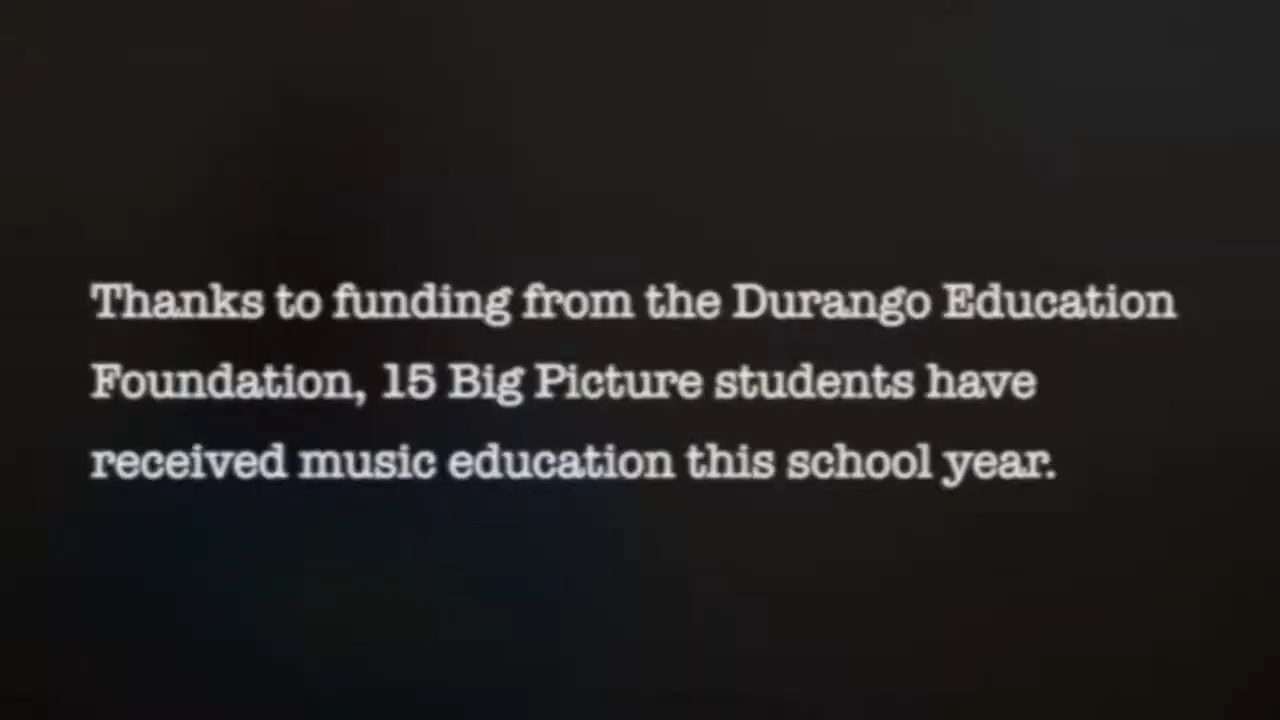 Thanks to funding from the Durango Education
Foundation, 15 Big Picture students have
received music education this school year.